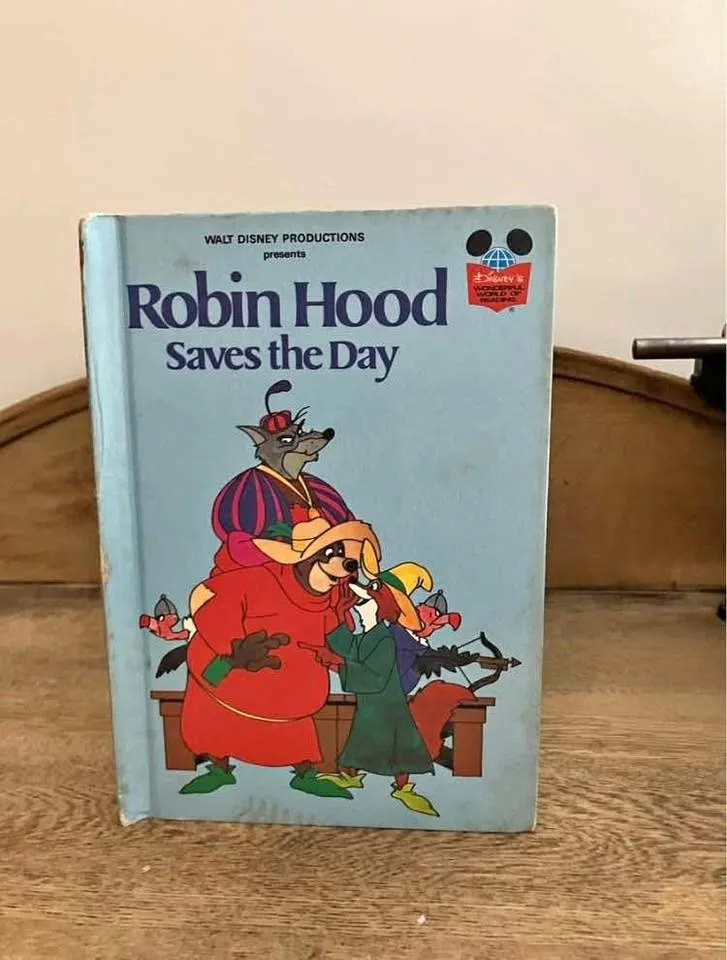 WALT DISNEY PRODUCTIONS
presents
Robin Hood
Saves the Day
DISNEY'S
WONDERFUL
WORLD OF
READING
®